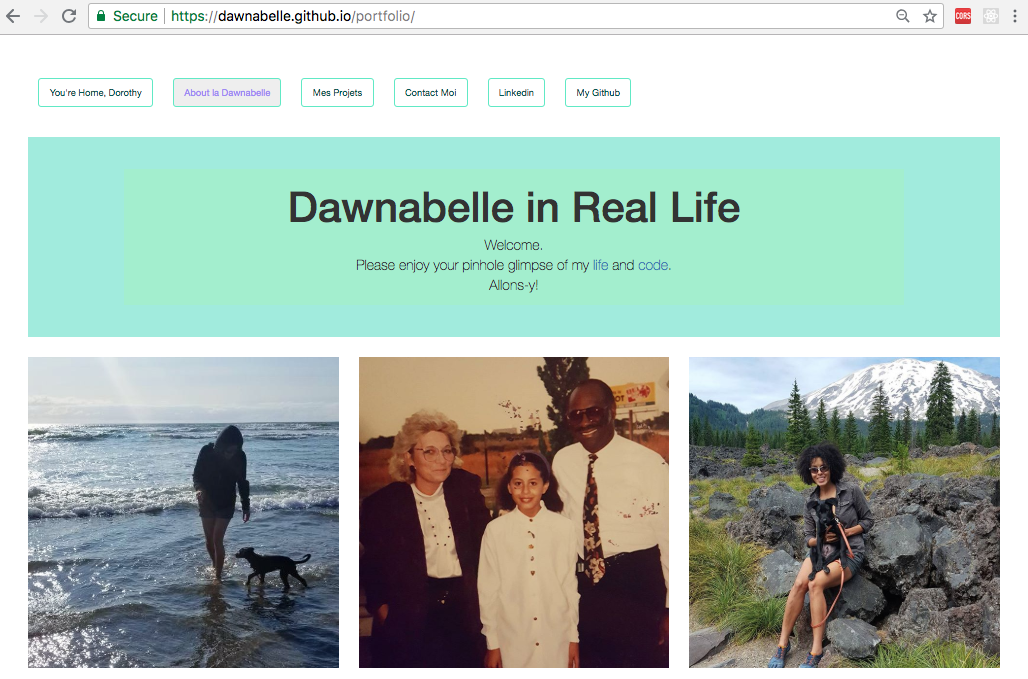 Secure
https://dawnabelle.github.io/portfolio/
CORS
You're Home, Dorothy
About la Dawnabelle
Mes Projets
Contact Moi
Linkedin
My Github
Dawnabelle in Real Life
Welcome.
Please enjoy your pinhole glimpse of my life and code.
Allons-y!